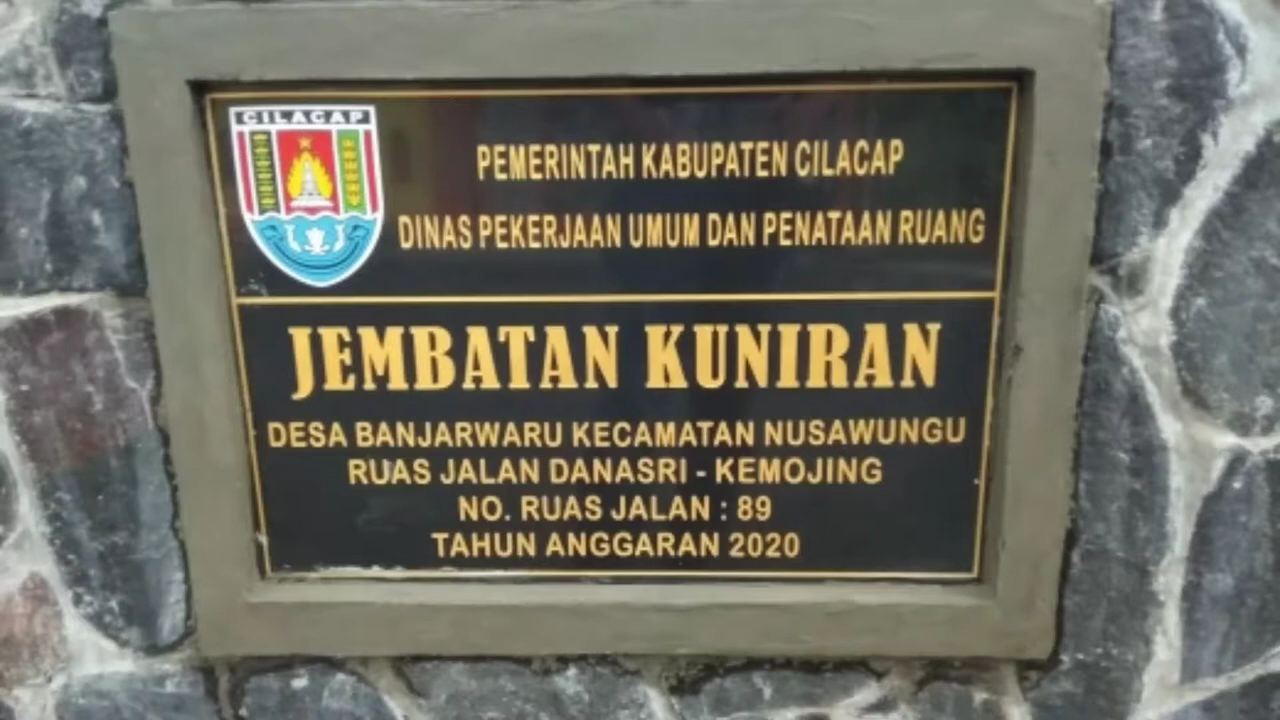 CILACAP
PEMERINTAH KABUPATEN CILACAP
DINAS PEKERJAAN UMUM DAN PENATAAN RUANG
JEMBATAN KUNIRAN
DESA BANJARWARU KECAMATAN NUSAWUNGU
RUAS JALAN DANASRI - KEMOJING
NO. RUAS JALAN : 89
TAHUN ANGGARAN 2020